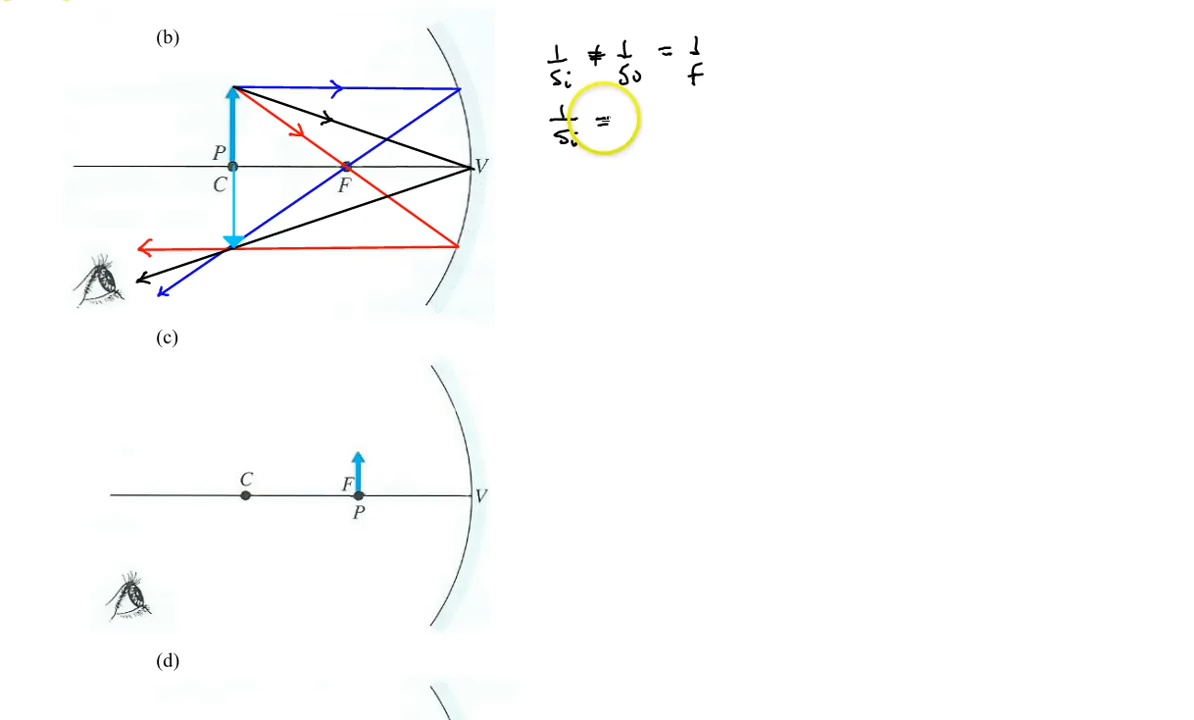 (b)
1/si + 1/so = 1/f
1/si =
P
C
F
V
(c)
C
F
P
V
(d)